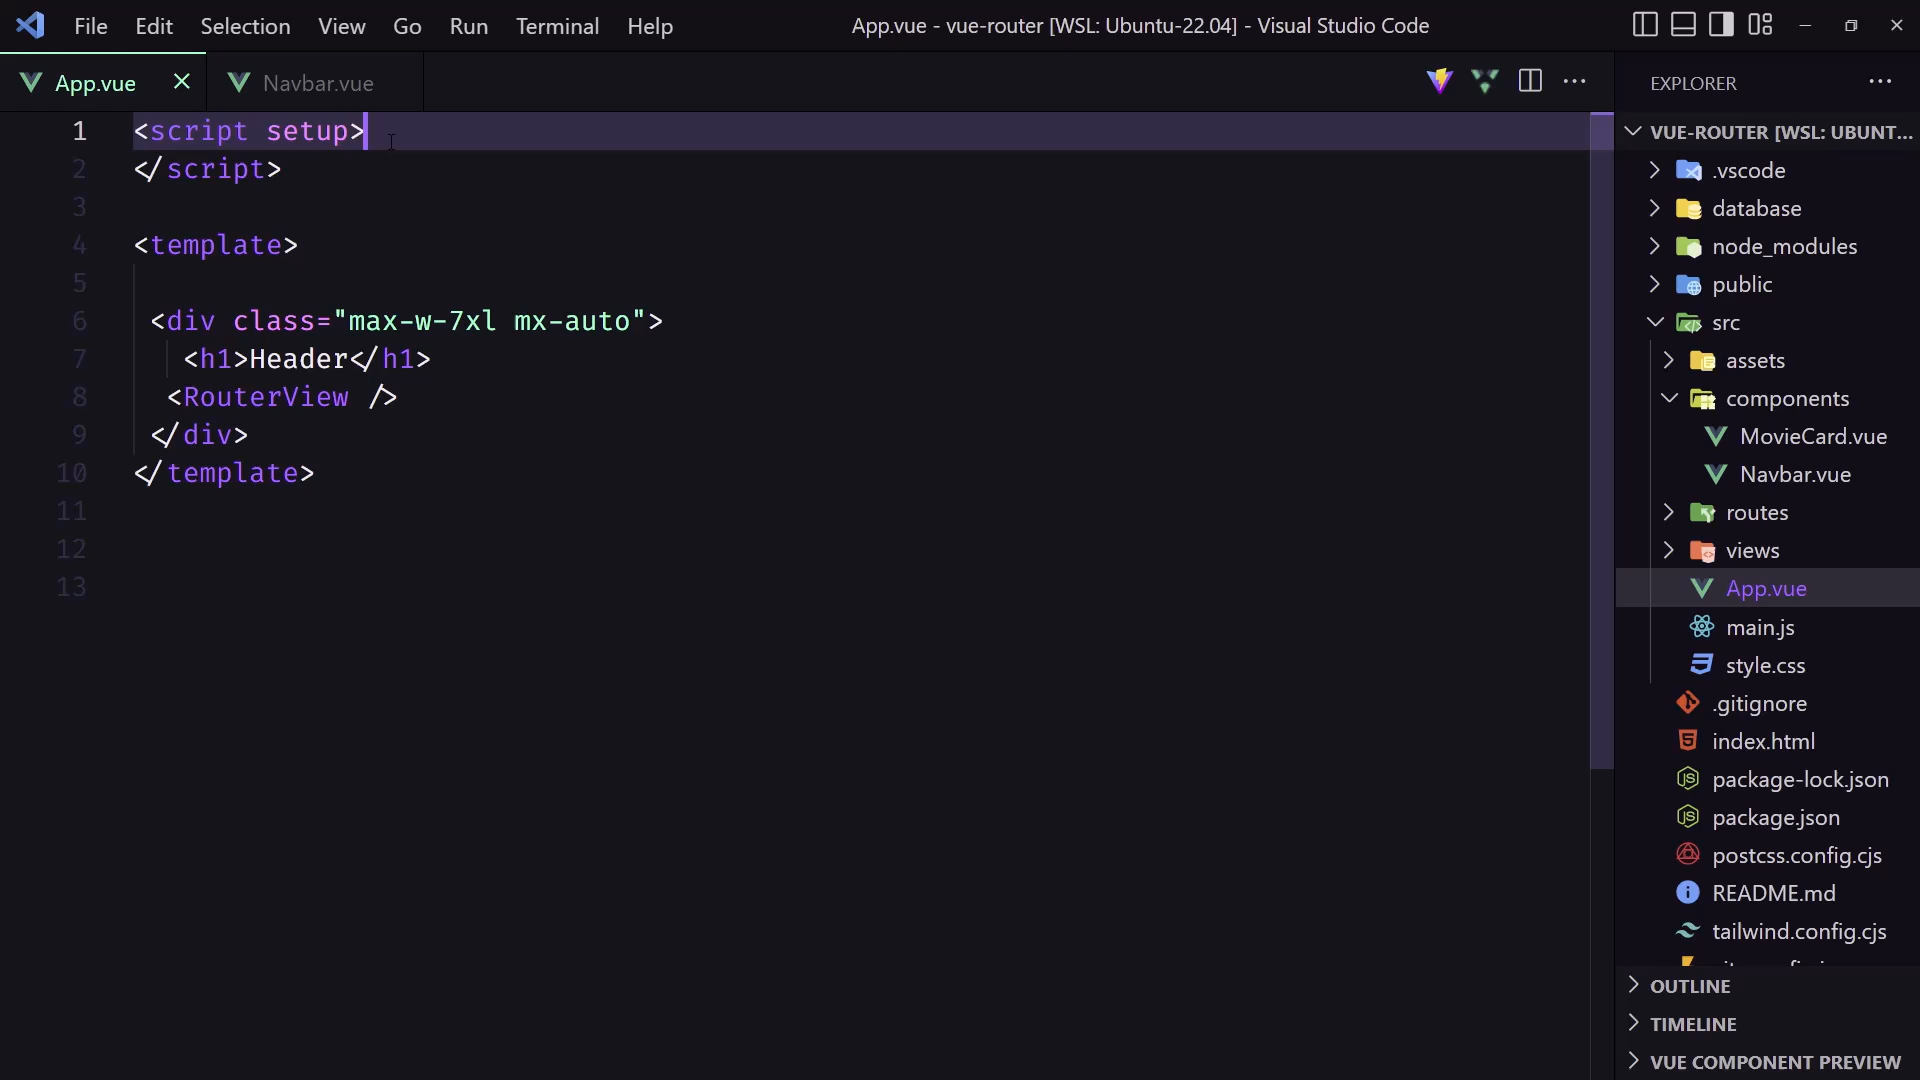 File Edit Selection View Go Run Terminal Help
App.vue - vue-router [WSL: Ubuntu-22.04] - Visual Studio Code
App.vue
Navbar.vue
1 <script setup>
2 </script>
3
4 <template>
5
6 <div class="max-w-7xl mx-auto">
7 <h1>Header</h1>
8 <RouterView />
9 </div>
10 </template>
11
12
13
EXPLORER
VUE-ROUTER [WSL: UBUNT...
.vscode
database
node_modules
public
src
assets
components
MovieCard.vue
Navbar.vue
routes
views
App.vue
main.js
style.css
.gitignore
index.html
package-lock.json
package.json
postcss.config.cjs
README.md
tailwind.config.cjs
OUTLINE
TIMELINE
VUE COMPONENT PREVIEW